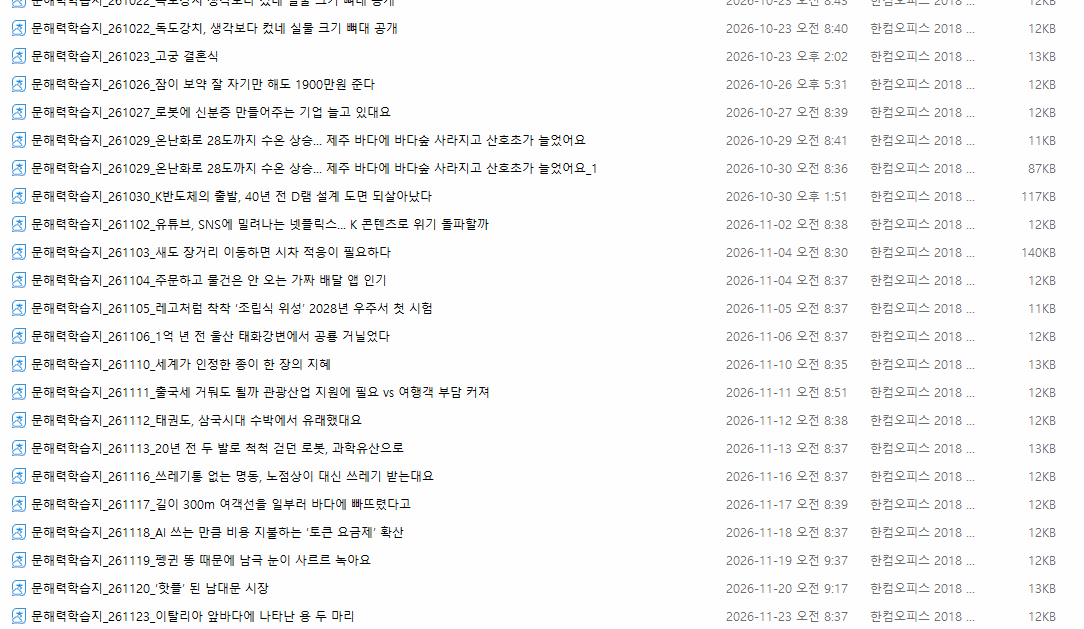 문해력학습지_261022_독도강치 생각보다 컸네 실물 크기 뼈대 공개 2026-10-23 오전 8:43 한컴오피스 2018 ... 12KB
문해력학습지_261022_독도강치, 생각보다 컸네 실물 크기 뼈대 공개 2026-10-23 오전 8:40 한컴오피스 2018 ... 12KB
문해력학습지_261023_고궁 결혼식 2026-10-23 오후 2:02 한컴오피스 2018 ... 13KB
문해력학습지_261026_잠이 보약 잘 자기만 해도 1900만원 준다 2026-10-26 오후 5:31 한컴오피스 2018 ... 12KB
문해력학습지_261027_로봇에 신분증 만들어주는 기업 늘고 있대요 2026-10-27 오전 8:39 한컴오피스 2018 ... 12KB
문해력학습지_261029_온난화로 28도까지 수온 상승... 제주 바다에 바다숲 사라지고 산호초가 늘었어요 2026-10-29 오전 8:41 한컴오피스 2018 ... 11KB
문해력학습지_261029_온난화로 28도까지 수온 상승... 제주 바다에 바다숲 사라지고 산호초가 늘었어요_1 2026-10-30 오전 8:36 한컴오피스 2018 ... 87KB
문해력학습지_261030_K반도체의 출발, 40년 전 D램 설계 도면 되살아났다 2026-10-30 오후 1:51 한컴오피스 2018 ... 117KB
문해력학습지_261102_유튜브, SNS에 밀려나는 넷플릭스... K 콘텐츠로 위기 돌파할까 2026-11-02 오전 8:38 한컴오피스 2018 ... 12KB
문해력학습지_261103_새도 장거리 이동하면 시차 적응이 필요하다 2026-11-04 오전 8:30 한컴오피스 2018 ... 140KB
문해력학습지_261104_주문하고 물건은 안 오는 가짜 배달 앱 인기 2026-11-04 오전 8:37 한컴오피스 2018 ... 12KB
문해력학습지_261105_레고처럼 착착 '조립식 위성' 2028년 우주서 첫 시험 2026-11-05 오전 8:37 한컴오피스 2018 ... 11KB
문해력학습지_261106_1억 년 전 울산 태화강변에서 공룡 거닐었다 2026-11-06 오전 8:37 한컴오피스 2018 ... 12KB
문해력학습지_261110_세계가 인정한 종이 한 장의 지혜 2026-11-10 오전 8:35 한컴오피스 2018 ... 13KB
문해력학습지_261111_출국세 거둬도 될까 관광산업 지원에 필요 vs 여행객 부담 커져 2026-11-11 오전 8:51 한컴오피스 2018 ... 12KB
문해력학습지_261112_태권도, 삼국시대 수박에서 유래했대요 2026-11-12 오전 8:38 한컴오피스 2018 ... 12KB
문해력학습지_261113_20년 전 두 발로 척척 걷던 로봇, 과학유산으로 2026-11-13 오전 8:37 한컴오피스 2018 ... 13KB
문해력학습지_261116_쓰레기통 없는 명동, 노점상이 대신 쓰레기 받는대요 2026-11-16 오전 8:37 한컴오피스 2018 ... 12KB
문해력학습지_261117_길이 300m 여객선을 일부러 바다에 빠뜨렸다고 2026-11-17 오전 8:39 한컴오피스 2018 ... 12KB
문해력학습지_261118_AI 쓰는 만큼 비용 지불하는 '토큰 요금제' 확산 2026-11-18 오전 8:37 한컴오피스 2018 ... 12KB
문해력학습지_261119_펭귄 똥 때문에 남극 눈이 사르르 녹아요 2026-11-19 오전 9:37 한컴오피스 2018 ... 12KB
문해력학습지_261120_'핫플' 된 남대문 시장 2026-11-20 오전 9:17 한컴오피스 2018 ... 13KB
문해력학습지_261123_이탈리아 앞바다에 나타난 용 두 마리 2026-11-23 오전 8:37 한컴오피스 2018 ... 12KB